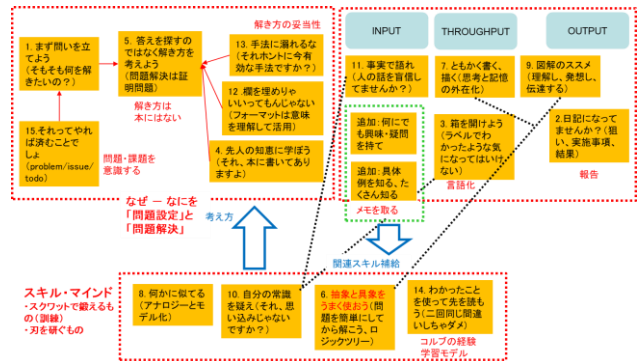 解き方の妥当性
1. まず問いを立
てよう
(そもそも何を解
きたいの?)
5. 答えを探すの
ではなく解き方を
考えよう
(問題解決は証
明問題)
解き方は
本にはない
13. 手法に溺れるな
(それホントに今有
効な手法ですか?)
12. 欄を埋めりゃ
いいってもんじゃない
(フォーマットは意味
を理解して活用)
15.それってやれ
ば済むことで
しょ
(problem/issue/
todo)
問題・課題を
意識する
4. 先人の知恵に学ぼう
(それ、本に書いてあり
ますよ)
なぜ – なにを
「問題設定」と
「問題解決」
考え方
INPUT
THROUGHPUT
OUTPUT
11. 事実で語れ
(人の話を盲信し
てませんか?)
7. ともかく書く、
描く(思考と記憶
の外在化)
9. 図解のススメ
(理解し、発想し、
伝達する)
追加:何にで
も興味・疑問
を持て
追加:具体
例を知る、た
くさん知る
メモを取る
3. 箱を開けよう
(ラベルでわ
かったような気
になってはいけ
ない)
言語化
2.日記になって
ませんか?(狙
い、実施事項、
結果)
報告
関連スキル補給
スキル・マインド
・スクワットで鍛えるも
の(訓練)
・刃を研ぐもの
8. 何かに似てる
(アナロジーとモ
デル化)
10. 自分の常識
を疑え(それ、思
い込みじゃない
ですか?)
6. 抽象と具象を
うまく使おう(問
題を簡単にして
から解こう、ロ
ジックツリー)
14. わかったこと
を使って先を読も
う(二回同じ間違
いしちゃダメ)
コルブの経験
学習モデル